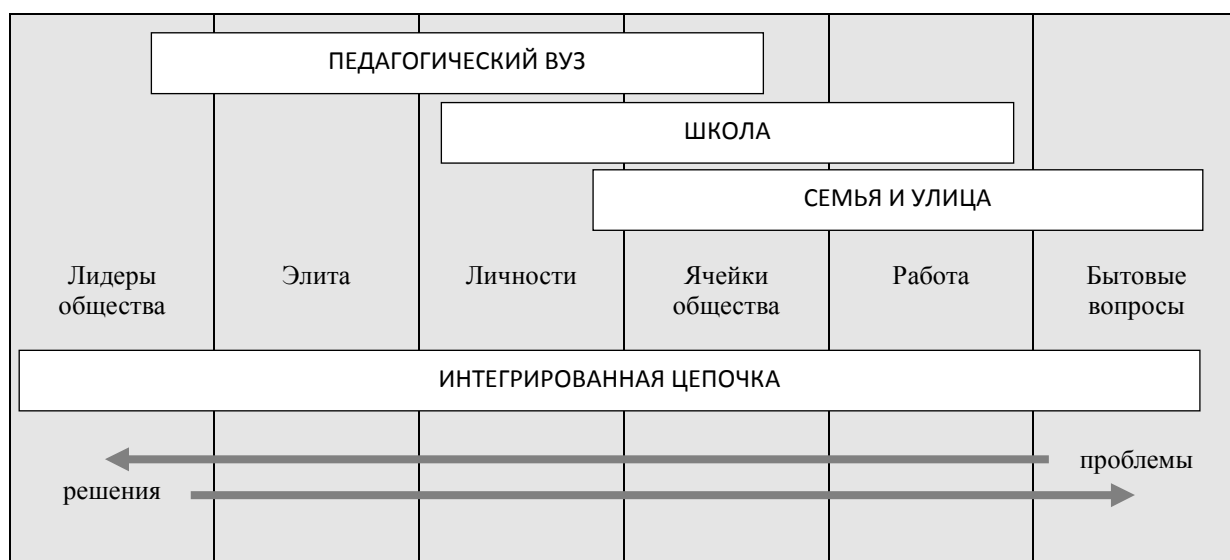 ПЕДАГОГИЧЕСКИЙ ВУЗ
ШКОЛА
СЕМЬЯ И УЛИЦА
Лидеры общества
Элита
Личности
Ячейки общества
Работа
Бытовые вопросы
ИНТЕГРИРОВАННАЯ ЦЕПОЧКА
проблемы
решения